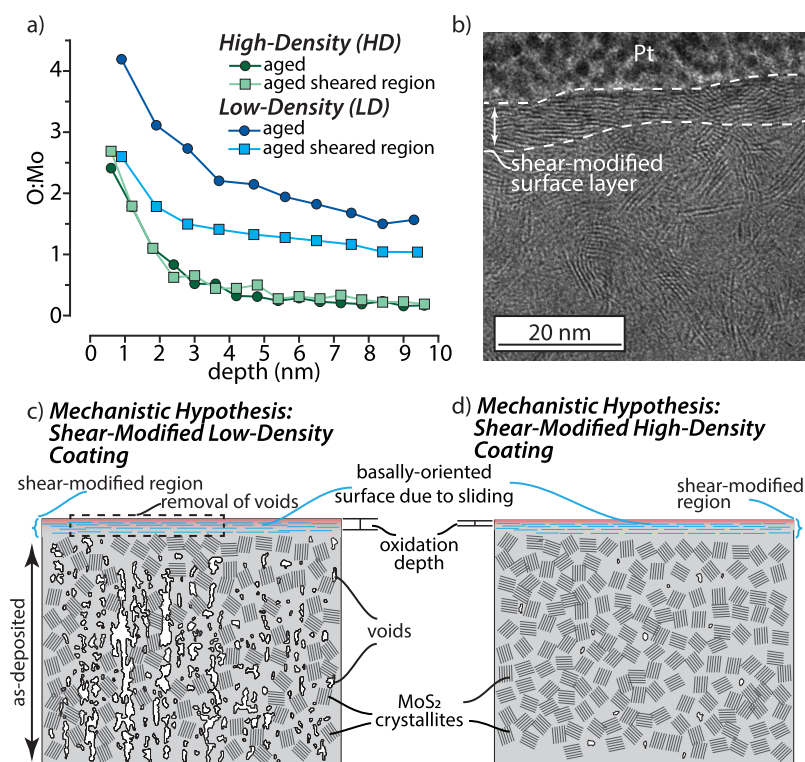 a)
High-Density (HD)
aged
aged sheared region
Low-Density (LD)
aged
aged sheared region
4
3
2
1
0
O:Mo
0 1 2 3 4 5 6 7 8 9 10
depth (nm)
b)
Pt
shear-modified
surface layer
20 nm
c) Mechanistic Hypothesis:
Shear-Modified Low-Density
Coating
d) Mechanistic Hypothesis:
Shear-Modified High-Density
Coating
shear-modified region
removal of voids
basally-oriented
surface due to sliding
shear-modified
region
oxidation
depth
as-deposited
voids
MoS₂
crystallites